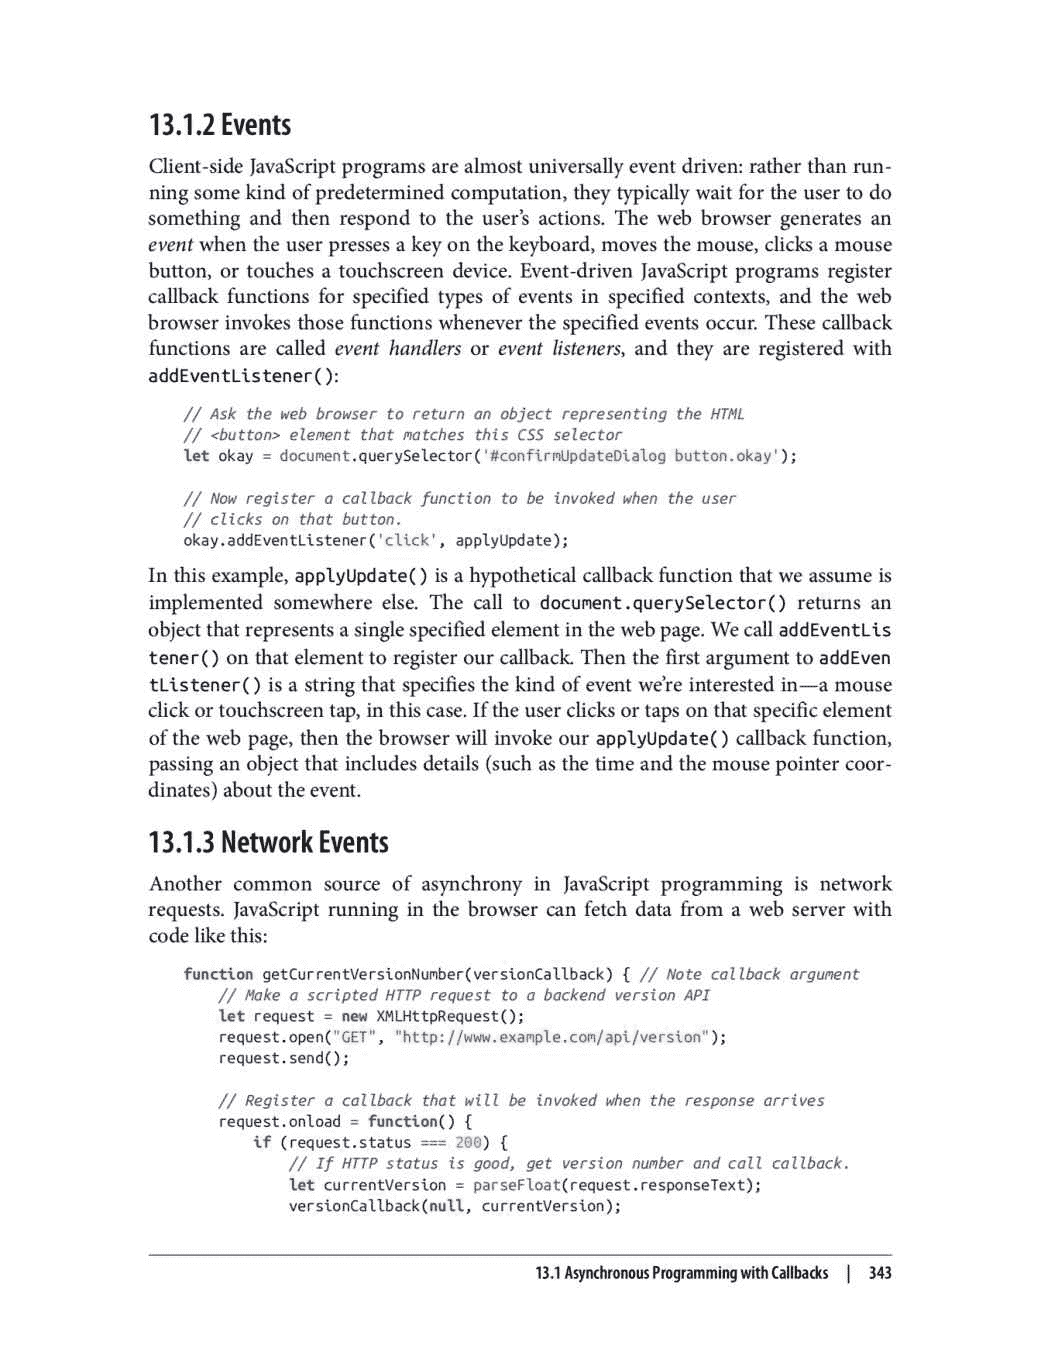 13.1.2 Events
Client-side JavaScript programs are almost universally event driven: rather than run-
ning some kind of predetermined computation, they typically wait for the user to do
something and then respond to the user’s actions. The web browser generates an
event when the user presses a key on the keyboard, moves the mouse, clicks a mouse
button, or touches a touchscreen device. Event-driven JavaScript programs register
callback functions for specified types of events in specified contexts, and the web
browser invokes those functions whenever the specified events occur. These callback
functions are called event handlers or event listeners, and they are registered with
addEventListener():
// Ask the web browser to return an object representing the HTML
// <button> element that matches this CSS selector
let okay = document.querySelector('#confirmUpdateDialog button.okay');
// Now register a callback function to be invoked when the user
// clicks on that button.
okay.addEventListener('click', applyUpdate);
In this example, applyUpdate() is a hypothetical callback function that we assume is
implemented somewhere else. The call to document.querySelector() returns an
object that represents a single specified element in the web page. We call addEventLis
tener() on that element to register our callback. Then the first argument to addEven
tListener() is a string that specifies the kind of event we’re interested in—a mouse
click or touchscreen tap, in this case. If the user clicks or taps on that specific element
of the web page, then the browser will invoke our applyUpdate() callback function,
passing an object that includes details (such as the time and the mouse pointer coor-
dinates) about the event.
13.1.3 Network Events
Another common source of asynchrony in JavaScript programming is network
requests. JavaScript running in the browser can fetch data from a web server with
code like this:
function getCurrentVersionNumber(versionCallback) { // Note callback argument
    // Make a scripted HTTP request to a backend version API
    let request = new XMLHttpRequest();
    request.open("GET", "http://www.example.com/api/version");
    request.send();
    // Register a callback that will be invoked when the response arrives
    request.onload = function() {
        if (request.status === 200) {
            // If HTTP status is good, get version number and call callback.
            let currentVersion = parseFloat(request.responseText);
            versionCallback(null, currentVersion);
13.1 Asynchronous Programming with Callbacks | 343